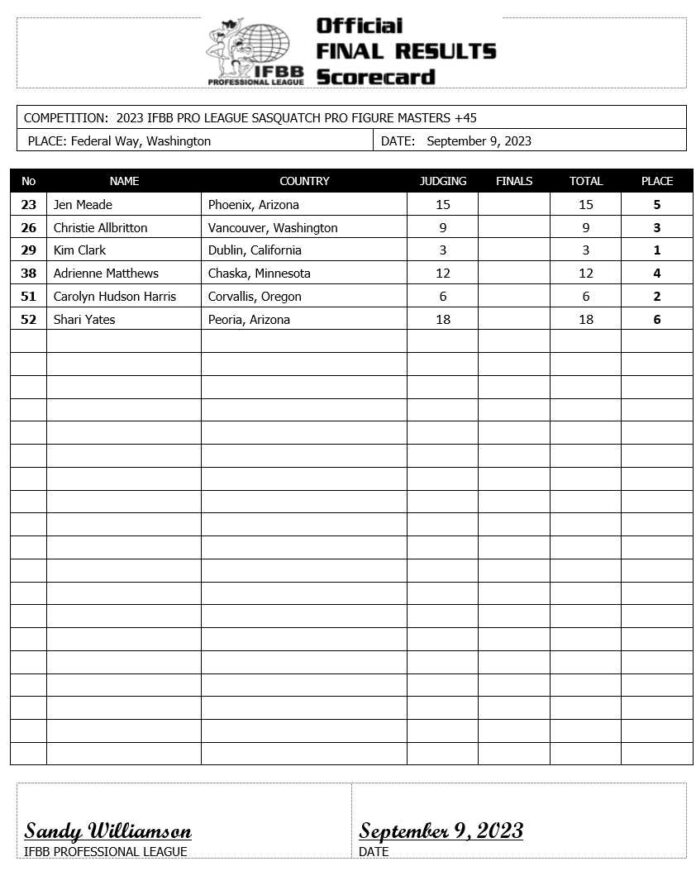 Official
FINAL RESULTS
Scorecard
IFBB
PROFESSIONAL LEAGUE
COMPETITION: 2023 IFBB PRO LEAGUE SASQUATCH PRO FIGURE MASTERS +45
PLACE: Federal Way, Washington DATE: September 9, 2023
No NAME COUNTRY JUDGING FINALS TOTAL PLACE
23 Jen Meade Phoenix, Arizona 15 15 5
26 Christie Allbritton Vancouver, Washington 9 9 3
29 Kim Clark Dublin, California 3 3 1
38 Adrienne Matthews Chaska, Minnesota 12 12 4
51 Carolyn Hudson Harris Corvallis, Oregon 6 6 2
52 Shari Yates Peoria, Arizona 18 18 6
Sandy Williamson September 9, 2023
IFBB PROFESSIONAL LEAGUE DATE